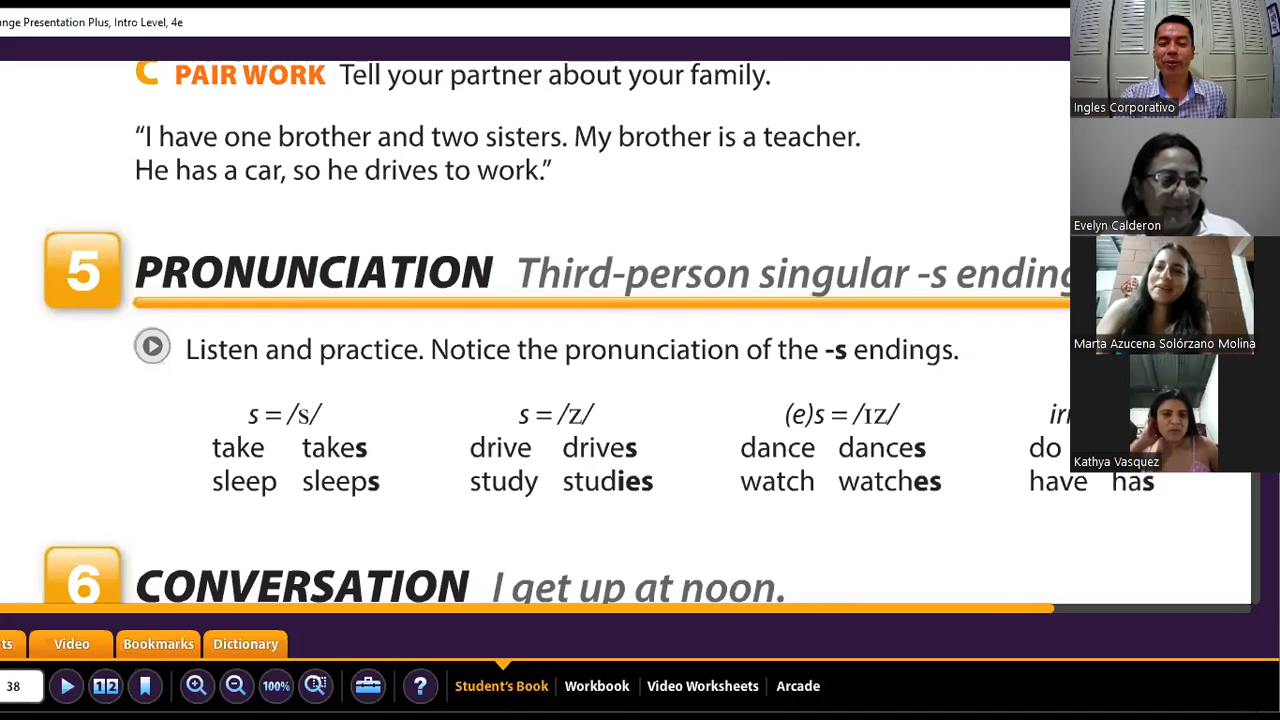 nge Presentation Plus, Intro Level, 4e
C PAIR WORK Tell your partner about your family.
“I have one brother and two sisters. My brother is a teacher.
He has a car, so he drives to work.”
5 PRONUNCIATION Third-person singular -s ending
Listen and practice. Notice the pronunciation of the -s endings.
s = /s/ s = /z/ (e)s = /ɪz/ irr
take takes drive drives dance dances do
sleep sleeps study studies watch watches have has
6 CONVERSATION I get up at noon.
ts Video Bookmarks Dictionary
38 12 100% ? Student's Book Workbook Video Worksheets Arcade
Ingles Corporativo
Evelyn Calderon
Marta Azucena Solórzano Molina
Kathya Vasquez